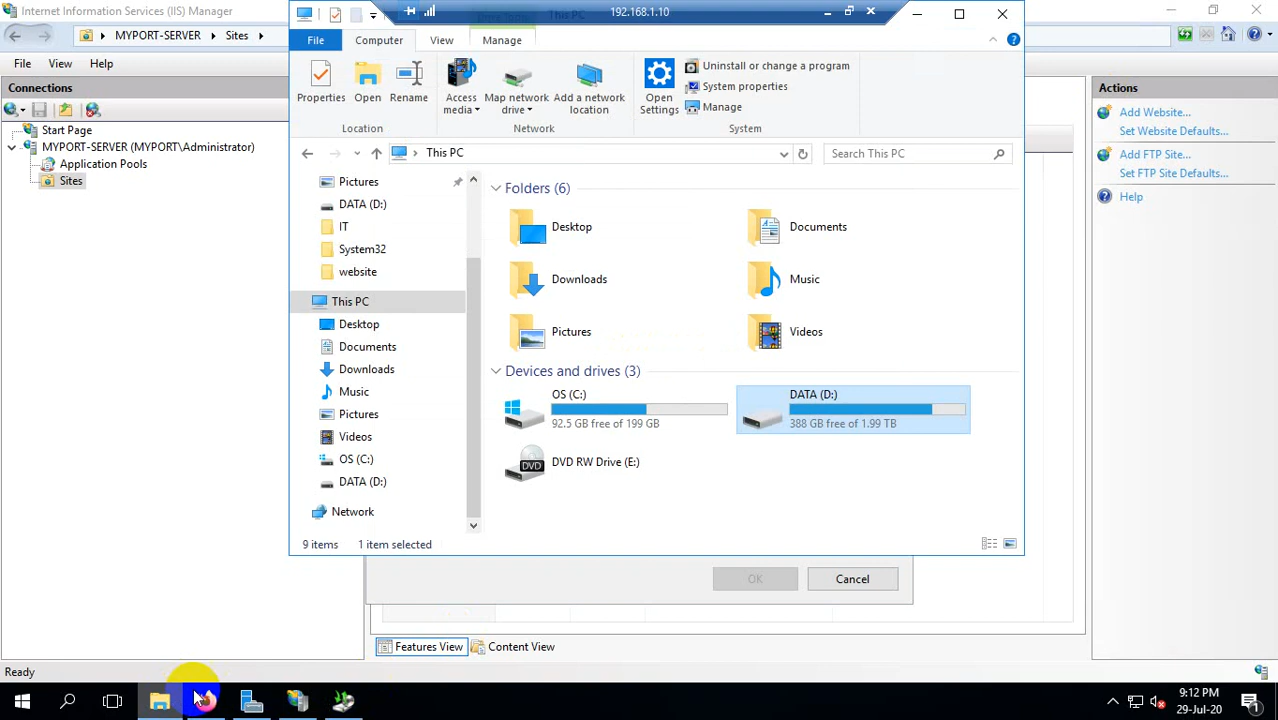 Internet Information Services (IIS) Manager
192.168.1.10
MYPORT-SERVER
Sites
File
Computer
View
Manage
File
View
Help
Connections
Start Page
MYPORT-SERVER (MYPORT\Administrator)
Application Pools
Sites
Properties
Open
Rename
Location
Access media
Map network drive
Add a network location
Network
Open Settings
Uninstall or change a program
System properties
Manage
System
This PC
Search This PC
Pictures
DATA (D:)
IT
System32
website
This PC
Desktop
Documents
Downloads
Music
Pictures
Videos
OS (C:)
DATA (D:)
Network
Folders (6)
Desktop
Documents
Downloads
Music
Pictures
Videos
Devices and drives (3)
OS (C:)
92.5 GB free of 199 GB
DATA (D:)
388 GB free of 1.99 TB
DVD
DVD RW Drive (E:)
9 items
1 item selected
Actions
Add Website...
Set Website Defaults...
Add FTP Site...
Set FTP Site Defaults...
Help
OK
Cancel
Features View
Content View
Ready
9:12 PM
29-Jul-20
1